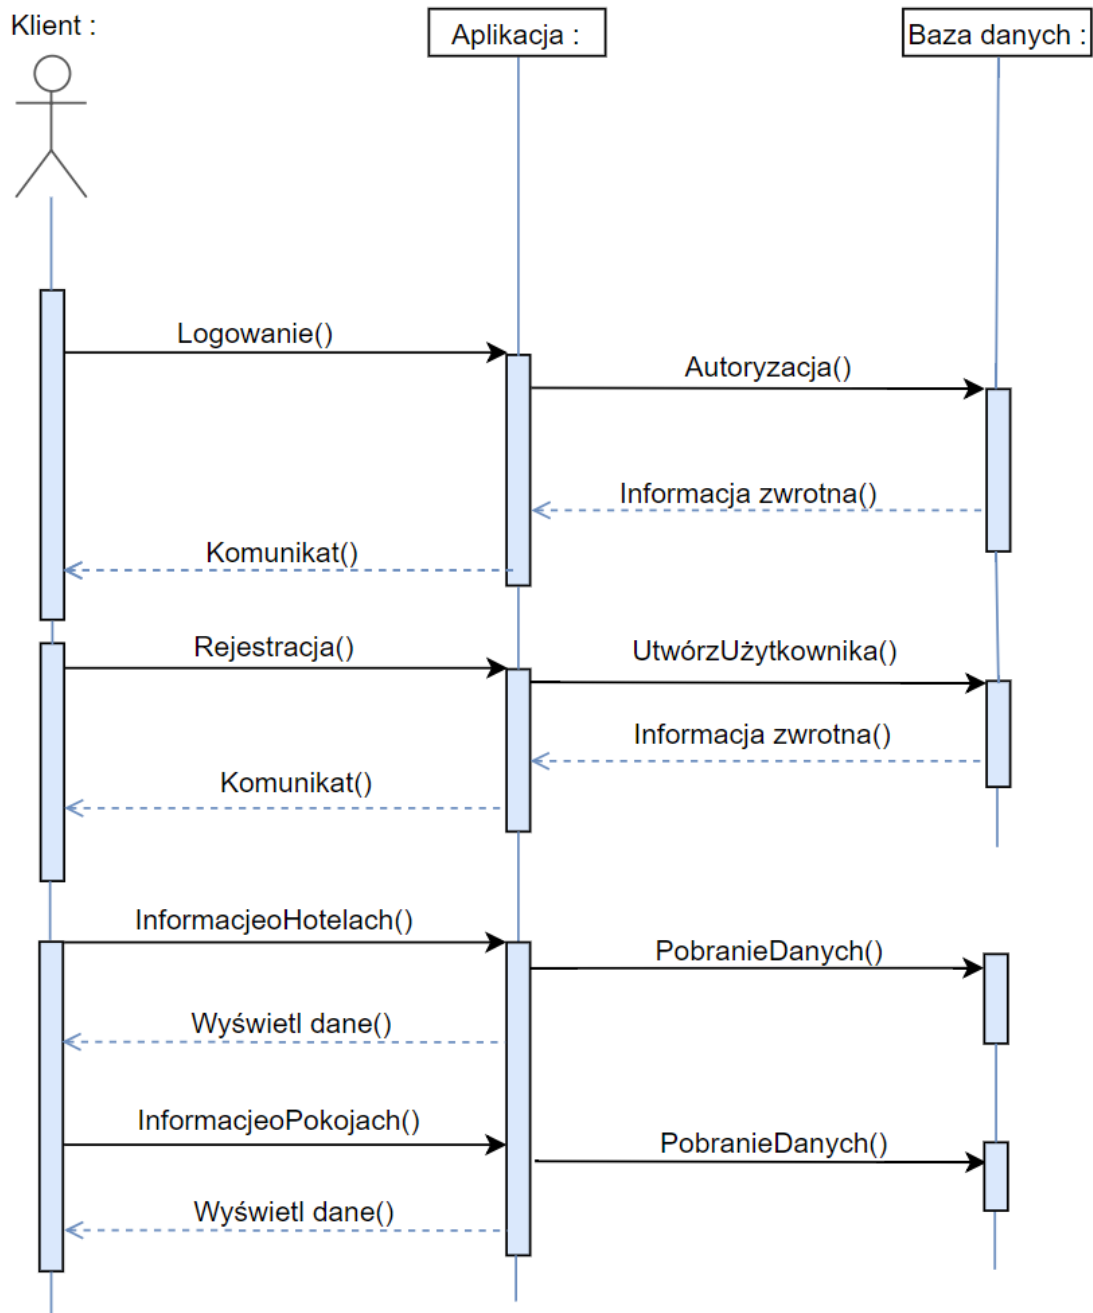 Klient :
Aplikacja :
Baza danych :
Logowanie()
Autoryzacja()
Informacja zwrotna()
Komunikat()
Rejestracja()
UtwórzUżytkownika()
Informacja zwrotna()
Komunikat()
InformacjeoHotelach()
PobranieDanych()
Wyświetl dane()
InformacjeoPokojach()
PobranieDanych()
Wyświetl dane()